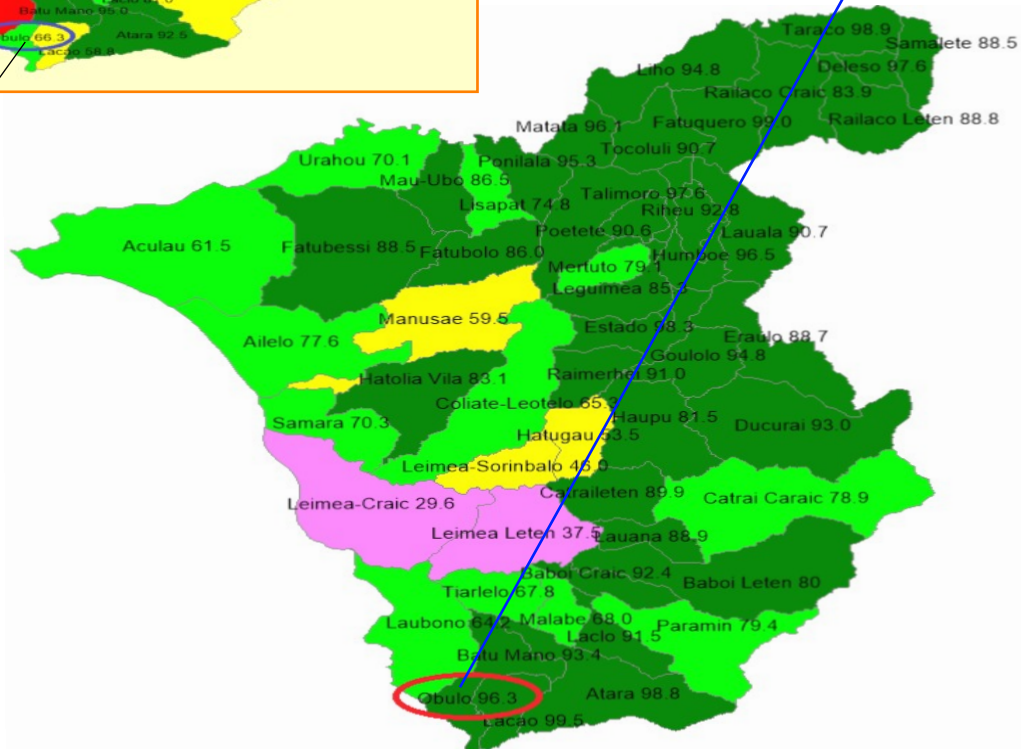 Batu Mano 95.0
Atara 92.5
bulo 66.3
Lacao 58.8
Taraco 98.9
Samalete 88.5
Liho 94.8
Deleso 97.6
Railaco Craic 83.9
Matata 96.1
Fatuquero 99.0
Railaco Leten 88.8
Tocoluli 90.7
Urahou 70.1
Ponilala 95.3
Mau-Ubo 86.5
Talimoro 97.6
Lisapat 74.8
Riheu 92.8
Poetete 90.6
Lauala 90.7
Aculau 61.5
Fatubessi 88.5
Fatubolo 86.0
Humboe 96.5
Mertuto 79.1
Leguimea 85.3
Manusae 59.5
Estado 98.3
Eraulo 88.7
Ailelo 77.6
Goulolo 94.8
Hatolia Vila 83.1
Raimerhei 91.0
Coliate-Leotelo 65.3
Haupu 81.5
Samara 70.3
Ducurai 93.0
Hatugau 53.5
Leimea-Sorinbalo 46.0
Catraileten 89.9
Catrai Caraic 78.9
Leimea-Craic 29.6
Leimea Leten 37.5
Lauana 88.9
Baboi Craic 92.4
Baboi Leten 80
Tiarlelo 67.8
Laubono 64.2
Malabe 68.0
Paramin 79.4
Laclo 91.5
Batu Mano 93.4
Obulo 96.3
Atara 98.8
Lacao 99.5